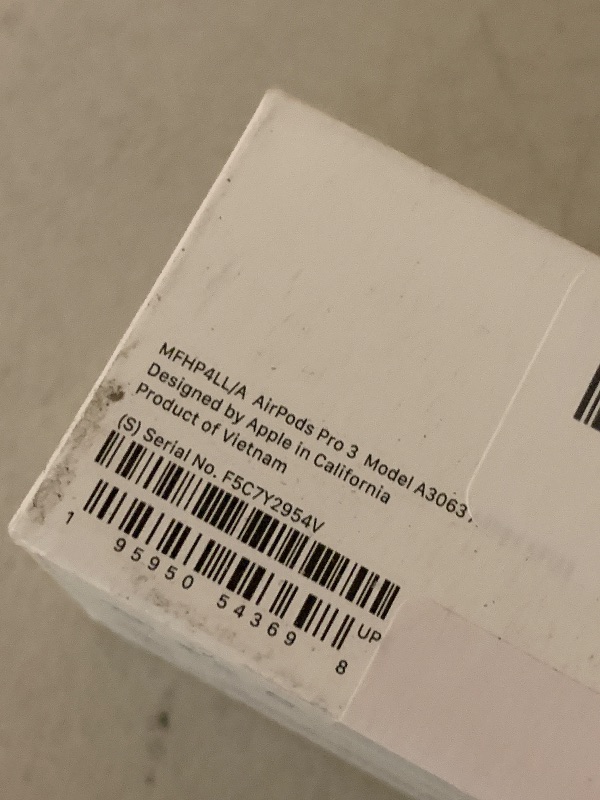 MFHP4LL/A AirPods Pro 3 Model A3063,
Designed by Apple in California
Product of Vietnam
(S) Serial No. F5C7Y2954V
1 95950 54369 8
UP